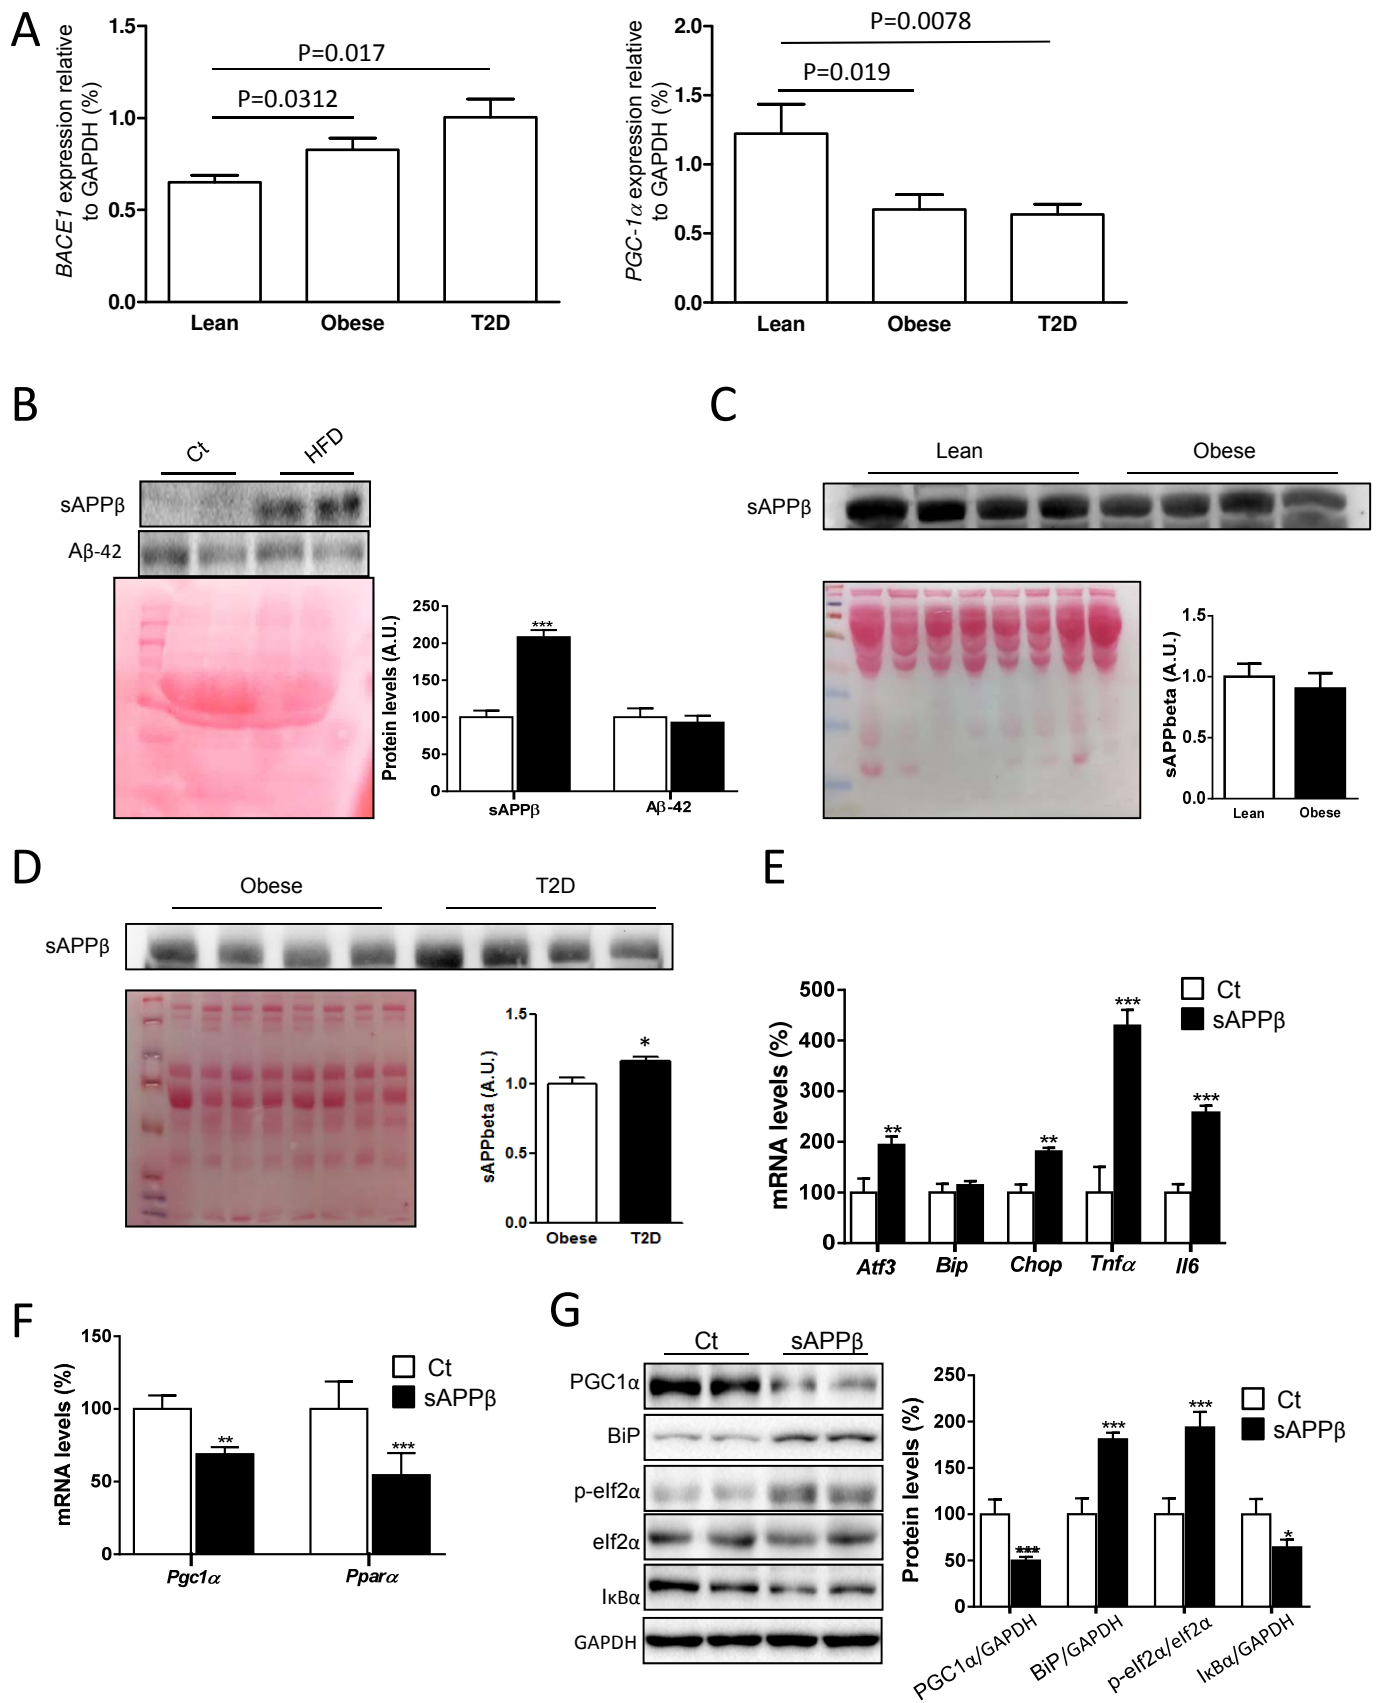 A
BACE1 expression relative
to GAPDH (%)
1.5
1.0
0.5
0.0
P=0.017
P=0.0312
Lean Obese T2D
PGC-1α expression relative
to GAPDH (%)
2.0
1.5
1.0
0.5
0.0
P=0.0078
P=0.019
Lean Obese T2D
B
Ct HFD
sAPPβ
Aβ-42
Protein levels (A.U.)
250
200
150
100
50
0
***
sAPPβ Aβ-42
C
Lean Obese
sAPPβ
sAPPbeta (A.U.)
1.5
1.0
0.5
0.0
Lean Obese
D
Obese T2D
sAPPβ
sAPPbeta (A.U.)
1.5
1.0
0.5
0.0
*
Obese T2D
E
mRNA levels (%)
500
400
300
200
100
0
Ct
sAPPβ
** ** *** ***
Atf3 Bip Chop Tnfα Il6
F
mRNA levels (%)
150
100
50
0
Ct
sAPPβ
** ***
Pgc1α Pparα
G
Ct sAPPβ
PGC1α
BiP
p-eIf2α
eIf2α
IκBα
GAPDH
Protein levels (%)
250
200
150
100
50
0
Ct
sAPPβ
*** *** *** *
PGC1α/GAPDH
BiP/GAPDH
p-eIf2α/eIf2α
IκBα/GAPDH